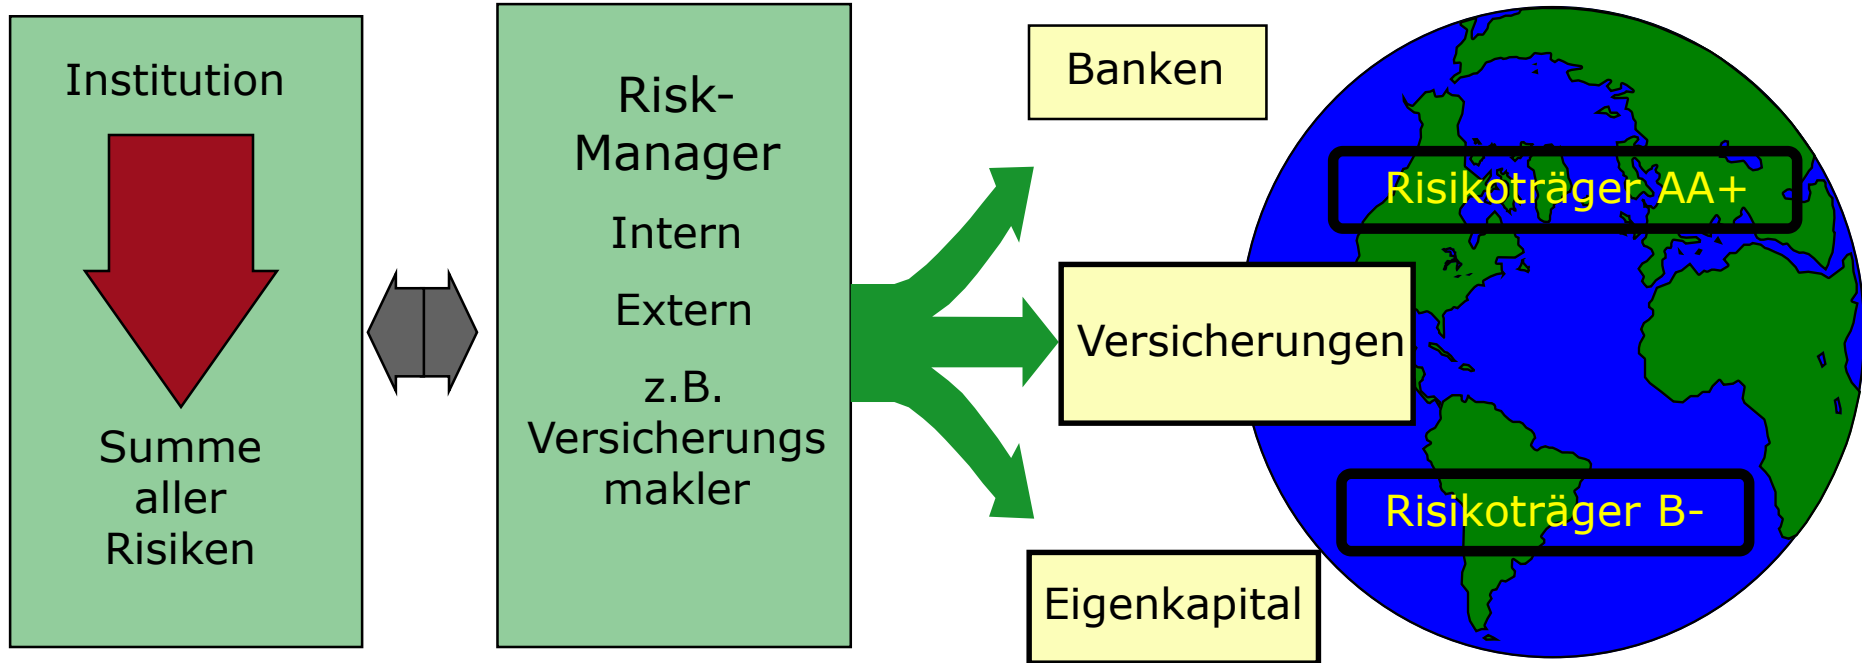 Institution
Summe
aller
Risiken
Risk-
Manager
Intern
Extern
z.B.
Versicherungs
makler
Banken
Versicherungen
Eigenkapital
Risikoträger AA+
Risikoträger B-